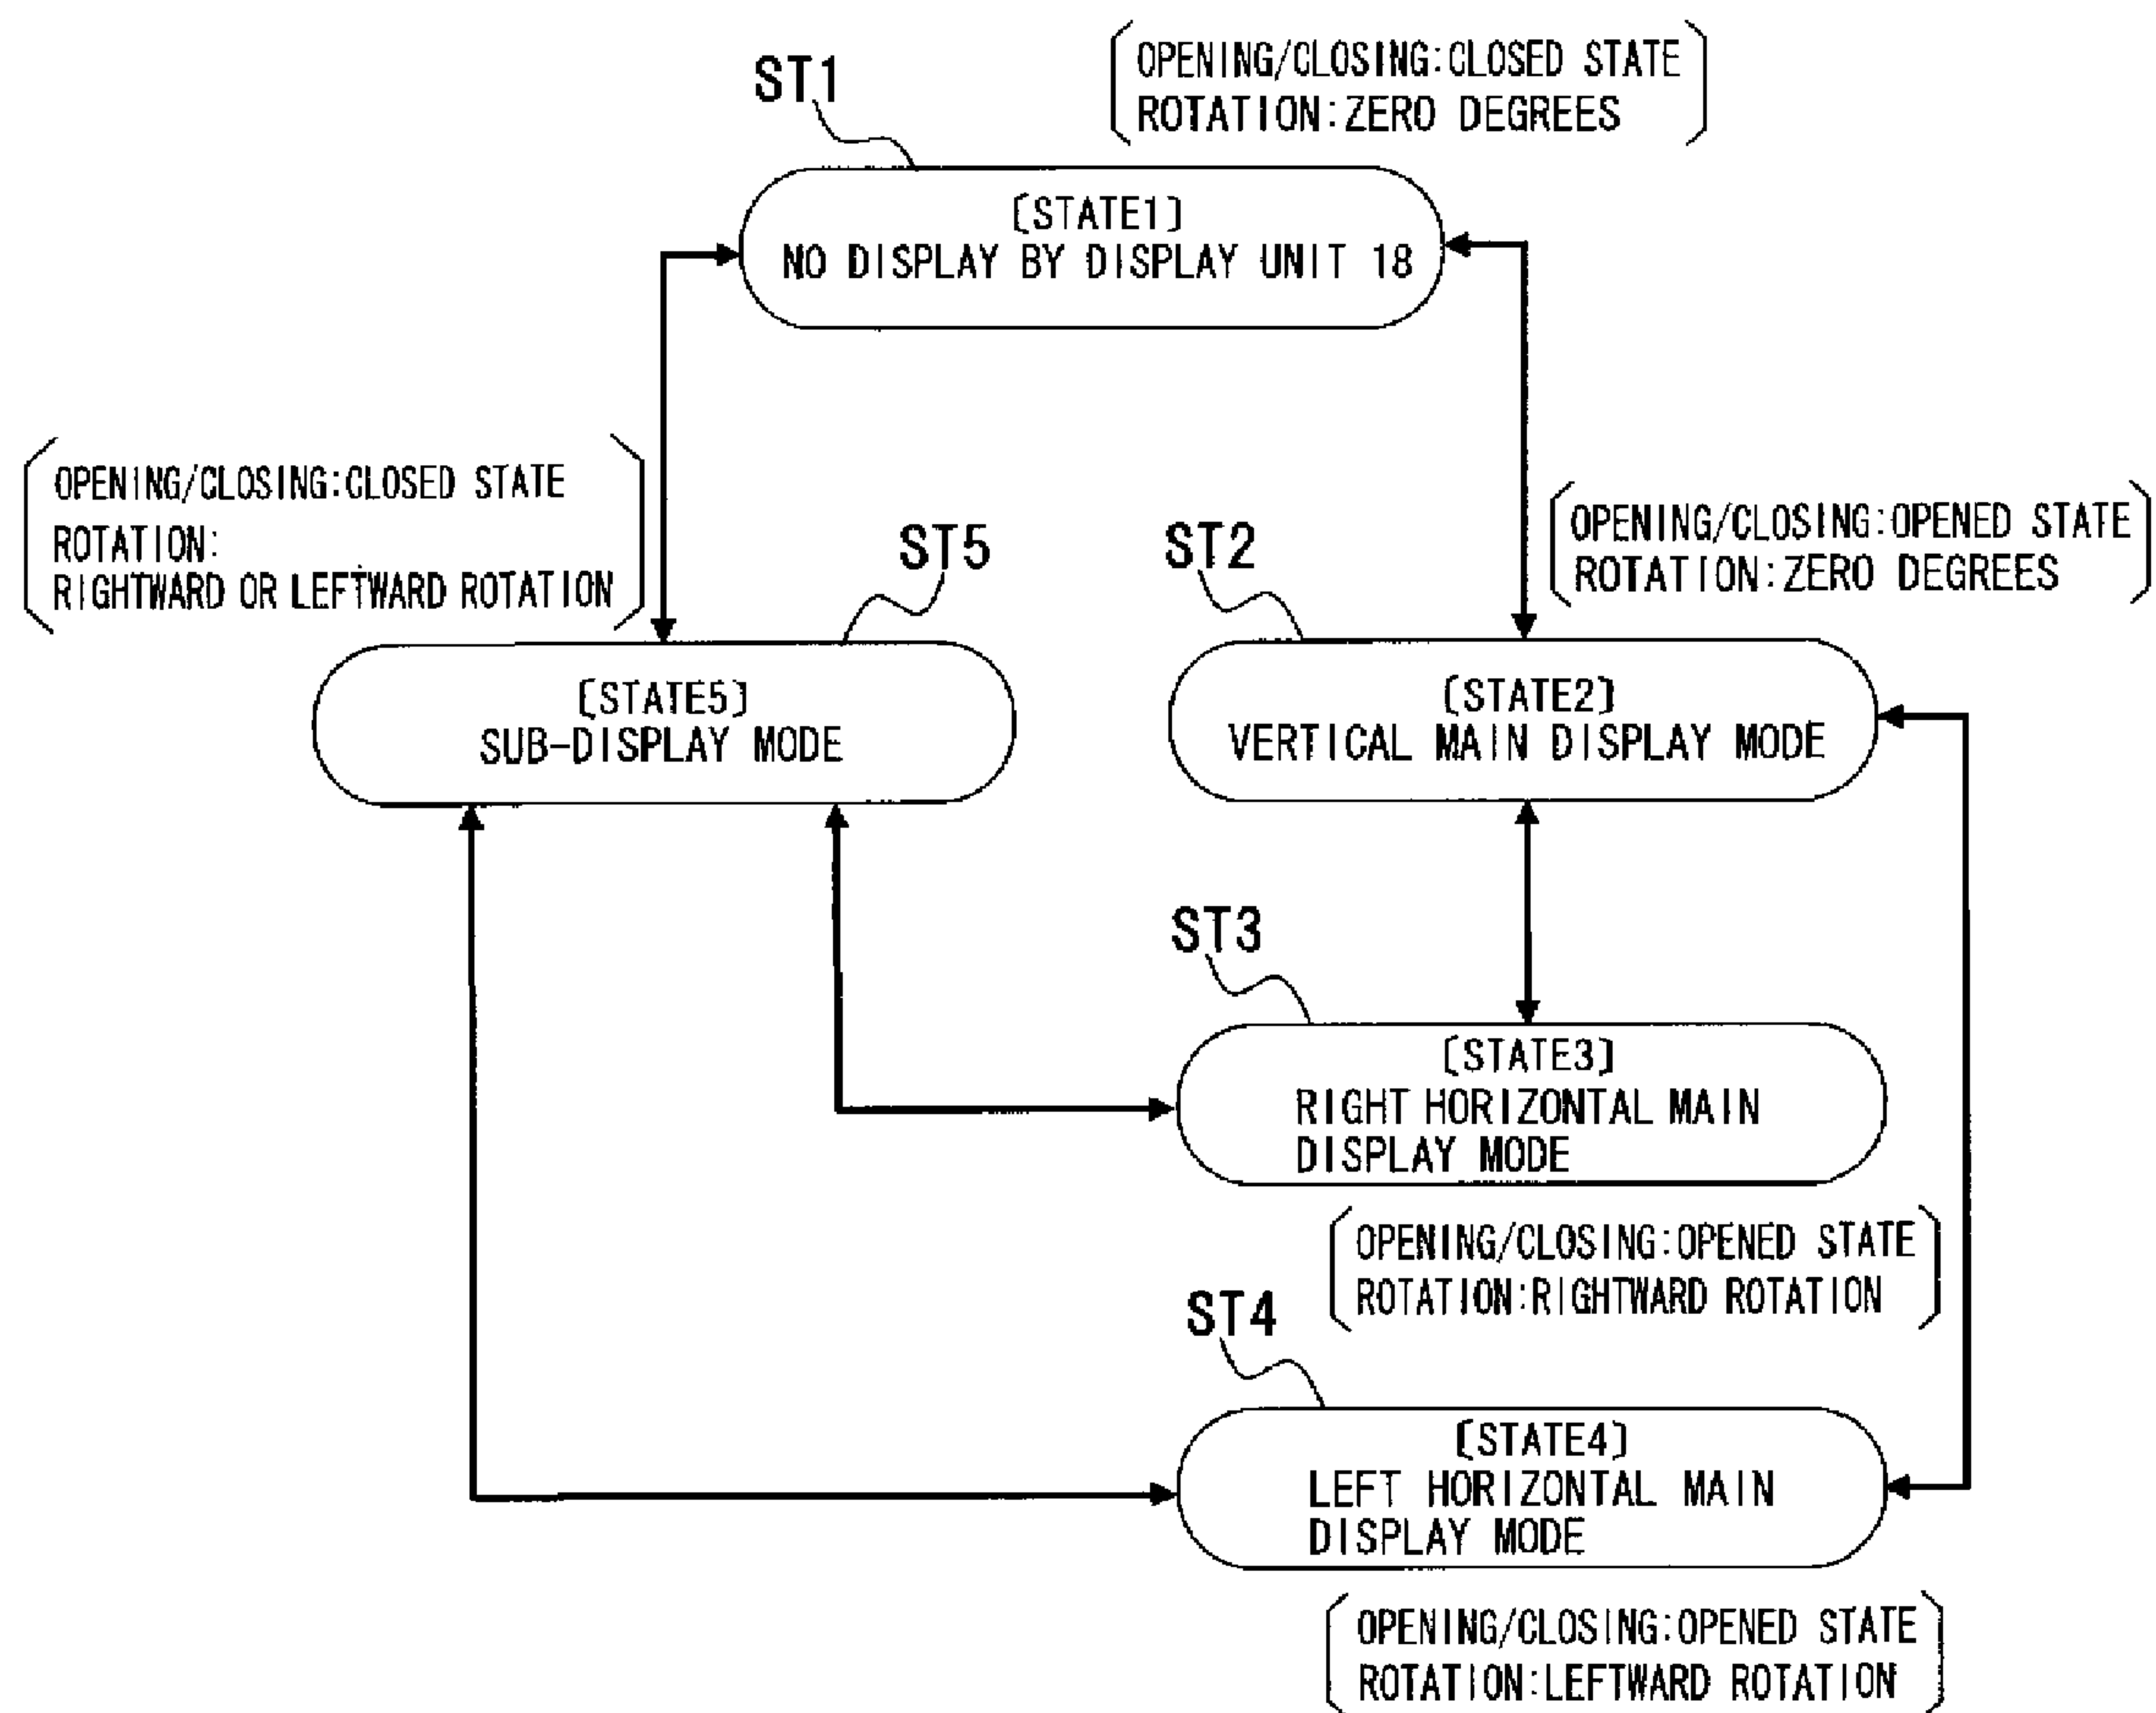 ST1
OPENING/CLOSING:CLOSED STATE
ROTATION:ZERO DEGREES
[STATE1]
NO DISPLAY BY DISPLAY UNIT 18
OPENING/CLOSING:CLOSED STATE
ROTATION:
RIGHTWARD OR LEFTWARD ROTATION
ST5
ST2
OPENING/CLOSING:OPENED STATE
ROTATION:ZERO DEGREES
[STATE5]
SUB-DISPLAY MODE
[STATE2]
VERTICAL MAIN DISPLAY MODE
ST3
[STATE3]
RIGHT HORIZONTAL MAIN
DISPLAY MODE
OPENING/CLOSING:OPENED STATE
ROTATION:RIGHTWARD ROTATION
ST4
[STATE4]
LEFT HORIZONTAL MAIN
DISPLAY MODE
OPENING/CLOSING:OPENED STATE
ROTATION:LEFTWARD ROTATION